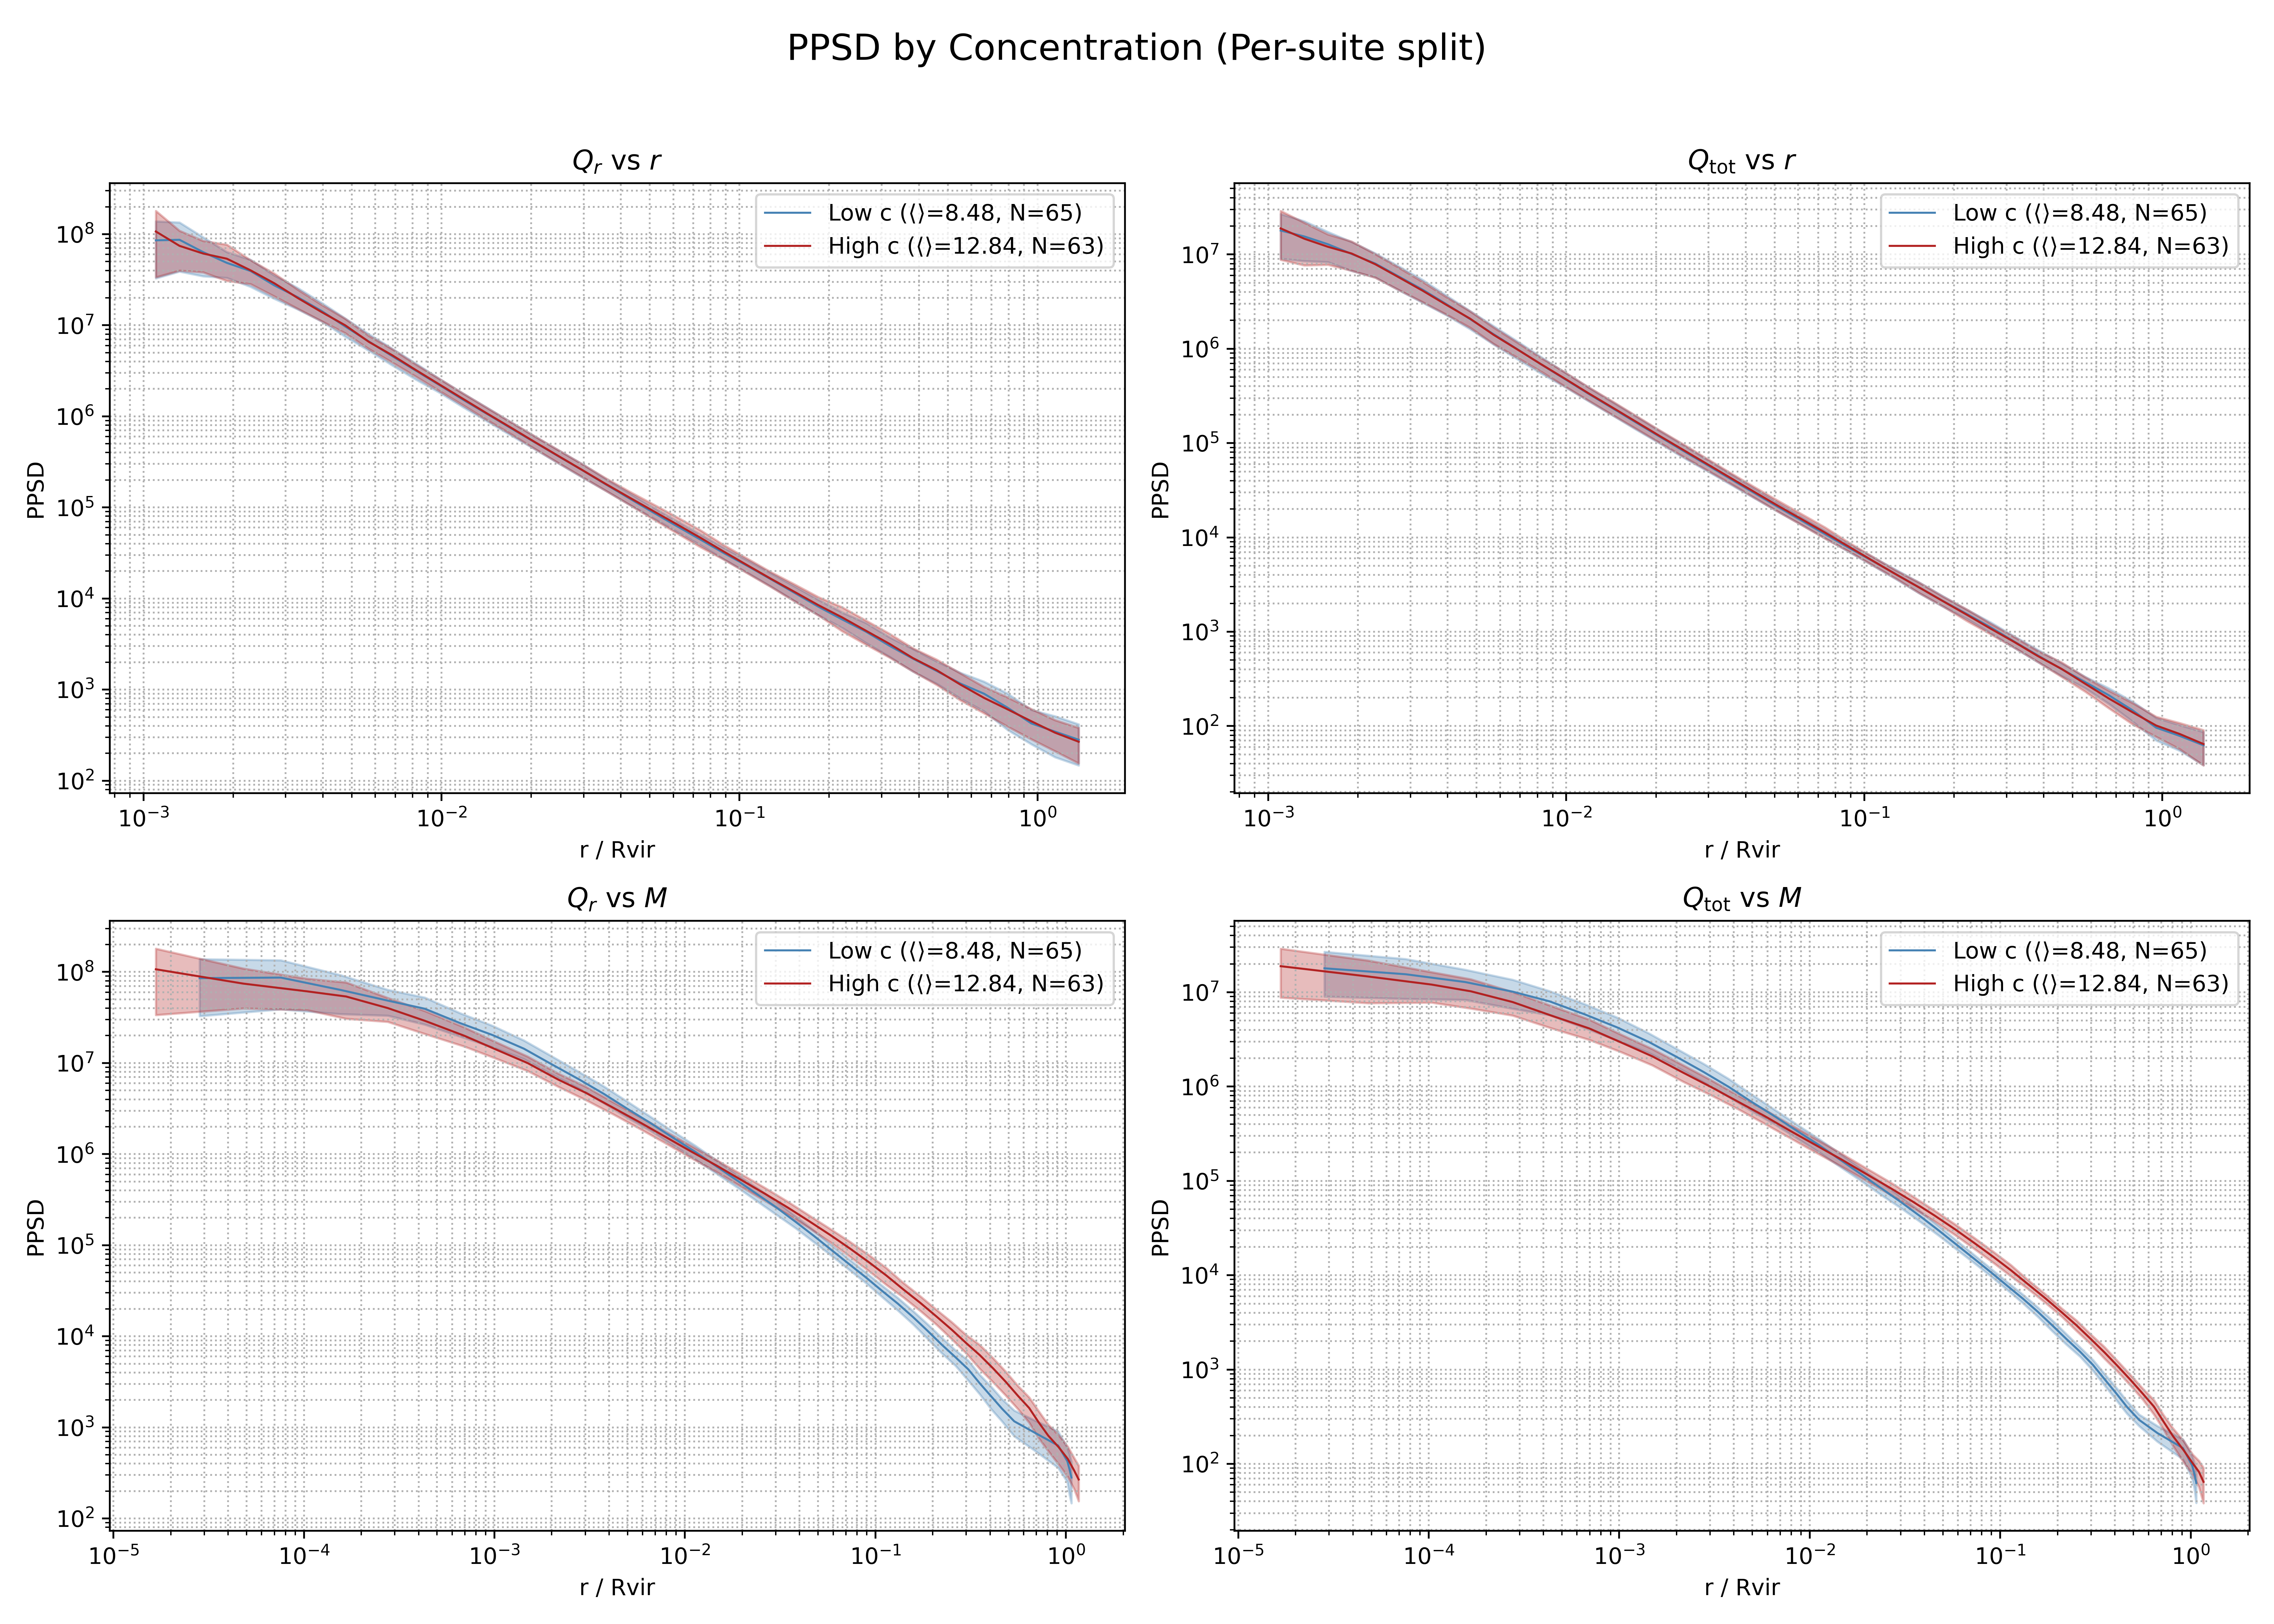 PPSD by Concentration (Per-suite split)
Q_r vs r
Low c (⟨⟩=8.48, N=65)
High c (⟨⟩=12.84, N=63)
10^8
10^7
10^6
10^5
10^4
10^3
10^2
PPSD
10^-3
10^-2
10^-1
10^0
r / Rvir
Q_tot vs r
Low c (⟨⟩=8.48, N=65)
High c (⟨⟩=12.84, N=63)
10^7
10^6
10^5
10^4
10^3
10^2
PPSD
10^-3
10^-2
10^-1
10^0
r / Rvir
Q_r vs M
Low c (⟨⟩=8.48, N=65)
High c (⟨⟩=12.84, N=63)
10^8
10^7
10^6
10^5
10^4
10^3
10^2
PPSD
10^-5
10^-4
10^-3
10^-2
10^-1
10^0
r / Rvir
Q_tot vs M
Low c (⟨⟩=8.48, N=65)
High c (⟨⟩=12.84, N=63)
10^7
10^6
10^5
10^4
10^3
10^2
PPSD
10^-5
10^-4
10^-3
10^-2
10^-1
10^0
r / Rvir